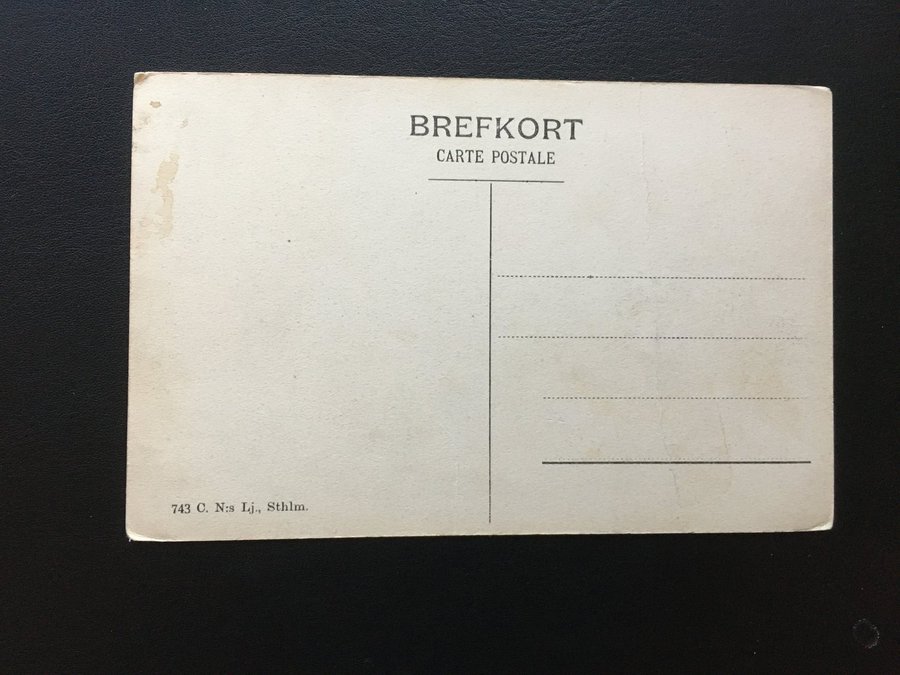 BREFKORT
CARTE POSTALE
743 C. N:s Lj., Sthlm.